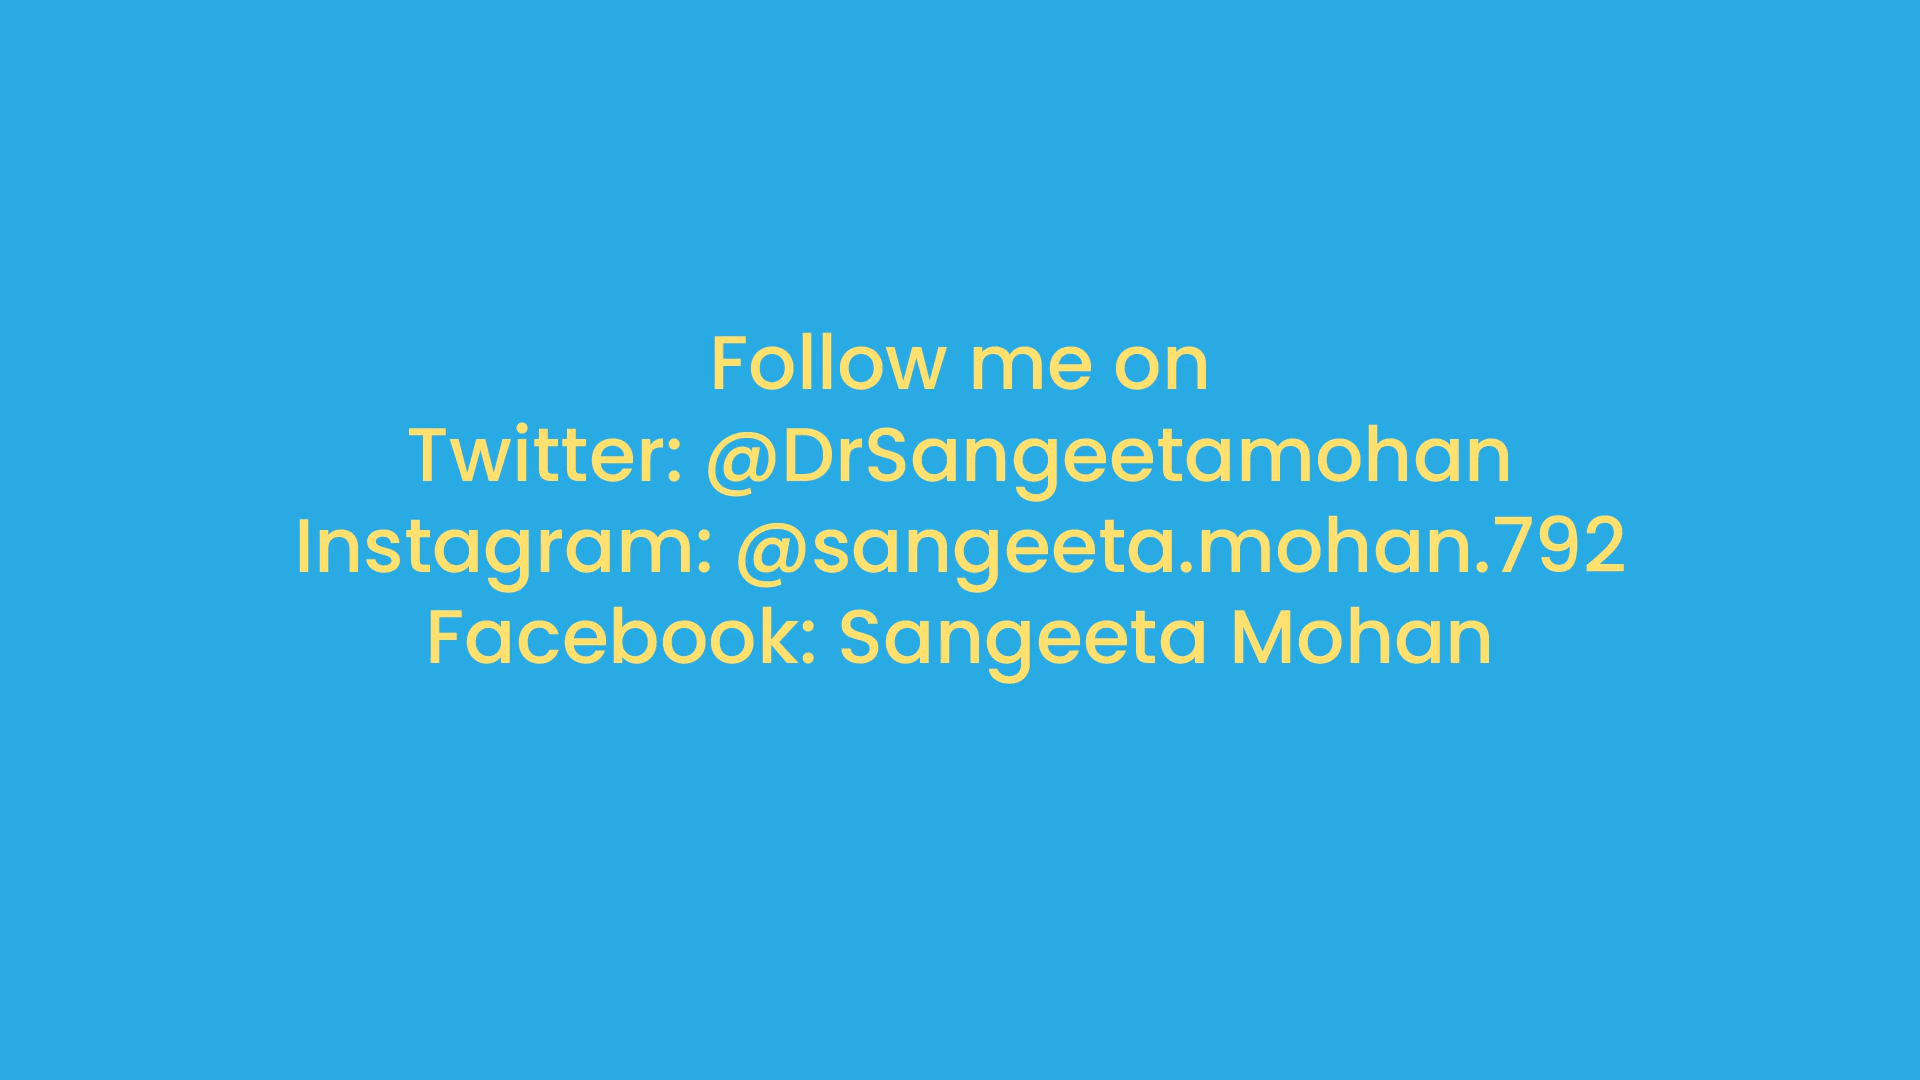 Follow me on
Twitter: @DrSangeetamohan
Instagram: @sangeeta.mohan.792
Facebook: Sangeeta Mohan